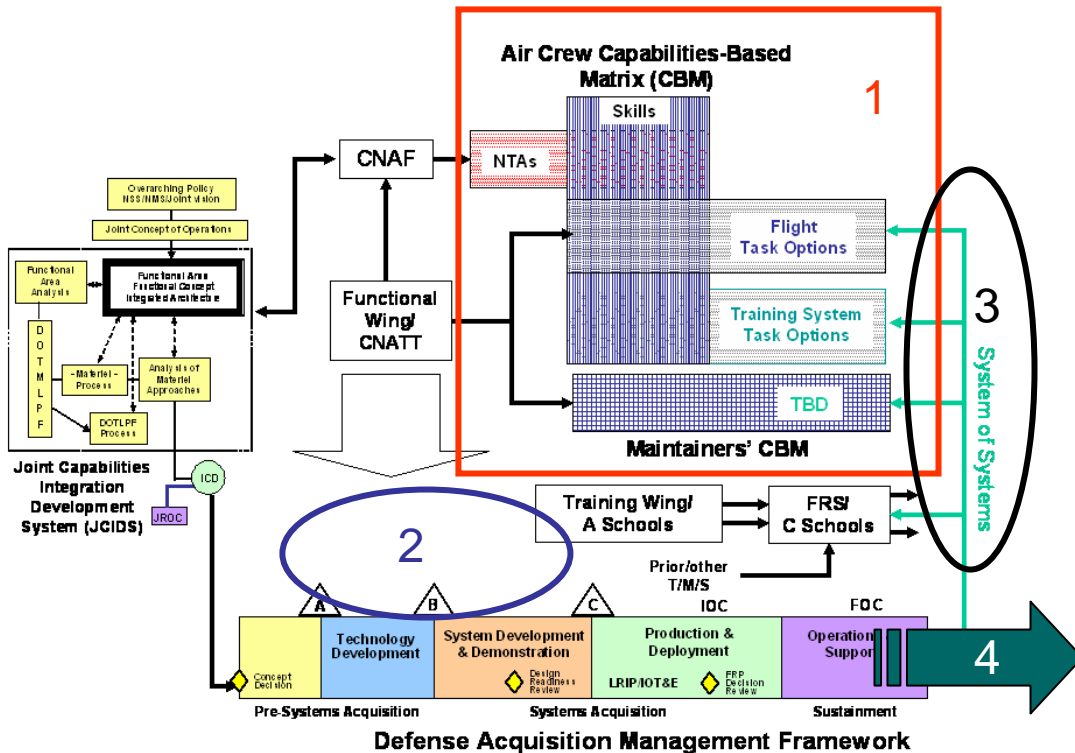 Air Crew Capabilities-Based
Matrix (CBM)
1
Skills
CNAF
NTAs
Overarching Policy
NSS/NMS/Joint vision
Joint Concept of Operations
Functional Area
Analysis
Functional Area
Functional Concept
Integrated Architecture
Flight
Task Options
Functional
Wing/
CNATT
Training System
Task Options
3
System of Systems
D
O
T
M
L
P
F
- Materiel -
Process
Analysis of
Materiel
Approaches
DOTLPF
Process
TBD
Maintainers' CBM
Joint Capabilities
Integration
Development
System (JCIDS)
ICD
JROC
Training Wing/
A Schools
FRS/
C Schools
2
Prior/other
T/M/S
A
B
C
IOC
FOC
Technology
Development
System Development
& Demonstration
Production &
Deployment
Operation
Support
4
Concept
Decision
Design
Readiness
Review
LRIP/IOT&E
FRP
Decision
Review
Pre-Systems Acquisition
Systems Acquisition
Sustainment
Defense Acquisition Management Framework